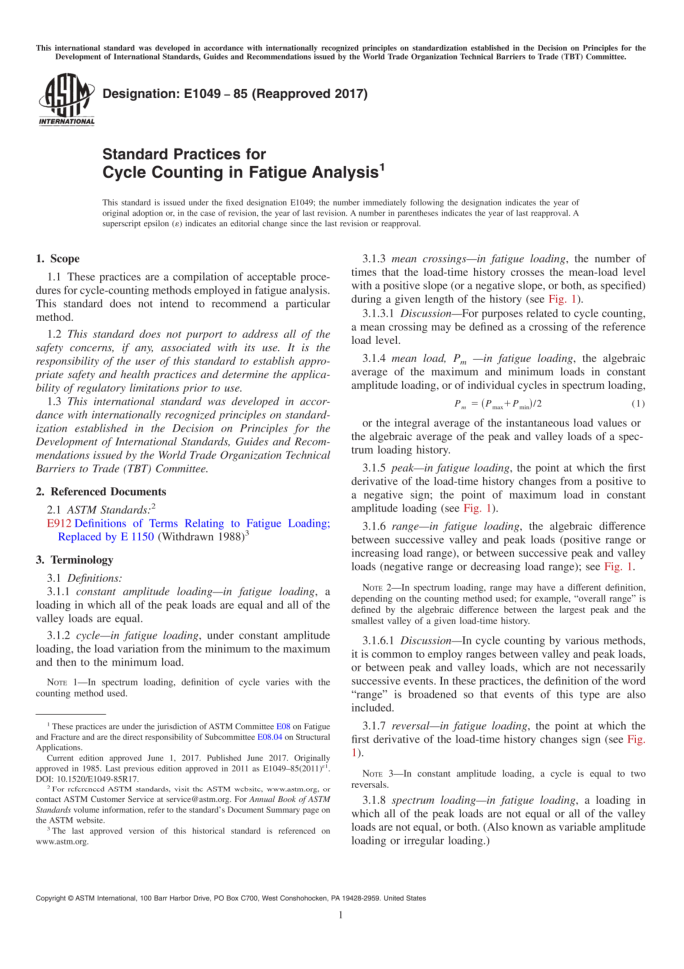 This international standard was developed in accordance with internationally recognized principles on standardization established in the Decision on Principles for the
Development of International Standards, Guides and Recommendations issued by the World Trade Organization Technical Barriers to Trade (TBT) Committee.
INTERNATIONAL
Designation: E1049 − 85 (Reapproved 2017)
Standard Practices for
Cycle Counting in Fatigue Analysis¹
This standard is issued under the fixed designation E1049; the number immediately following the designation indicates the year of
original adoption or, in the case of revision, the year of last revision. A number in parentheses indicates the year of last reapproval. A
superscript epsilon (ε) indicates an editorial change since the last revision or reapproval.
1. Scope
1.1 These practices are a compilation of acceptable proce-
dures for cycle-counting methods employed in fatigue analysis.
This standard does not intend to recommend a particular
method.
1.2 This standard does not purport to address all of the
safety concerns, if any, associated with its use. It is the
responsibility of the user of this standard to establish appro-
priate safety and health practices and determine the applica-
bility of regulatory limitations prior to use.
1.3 This international standard was developed in accor-
dance with internationally recognized principles on standard-
ization established in the Decision on Principles for the
Development of International Standards, Guides and Recom-
mendations issued by the World Trade Organization Technical
Barriers to Trade (TBT) Committee.
2. Referenced Documents
2.1 ASTM Standards:²
E912 Definitions of Terms Relating to Fatigue Loading;
Replaced by E 1150 (Withdrawn 1988)³
3. Terminology
3.1 Definitions:
3.1.1 constant amplitude loading—in fatigue loading, a
loading in which all of the peak loads are equal and all of the
valley loads are equal.
3.1.2 cycle—in fatigue loading, under constant amplitude
loading, the load variation from the minimum to the maximum
and then to the minimum load.
NOTE 1—In spectrum loading, definition of cycle varies with the
counting method used.
¹ These practices are under the jurisdiction of ASTM Committee E08 on Fatigue
and Fracture and are the direct responsibility of Subcommittee E08.04 on Structural
Applications.
Current edition approved June 1, 2017. Published June 2017. Originally
approved in 1985. Last previous edition approved in 2011 as E1049–85(2011)ε1.
DOI: 10.1520/E1049-85R17.
² For referenced ASTM standards, visit the ASTM website, www.astm.org, or
contact ASTM Customer Service at service@astm.org. For Annual Book of ASTM
Standards volume information, refer to the standard's Document Summary page on
the ASTM website.
³ The last approved version of this historical standard is referenced on
www.astm.org.
3.1.3 mean crossings—in fatigue loading, the number of
times that the load-time history crosses the mean-load level
with a positive slope (or a negative slope, or both, as specified)
during a given length of the history (see Fig. 1).
3.1.3.1 Discussion—For purposes related to cycle counting,
a mean crossing may be defined as a crossing of the reference
load level.
3.1.4 mean load, Pm —in fatigue loading, the algebraic
average of the maximum and minimum loads in constant
amplitude loading, or of individual cycles in spectrum loading,
Pm = (Pmax+Pmin)/2 (1)
or the integral average of the instantaneous load values or
the algebraic average of the peak and valley loads of a spec-
trum loading history.
3.1.5 peak—in fatigue loading, the point at which the first
derivative of the load-time history changes from a positive to
a negative sign; the point of maximum load in constant
amplitude loading (see Fig. 1).
3.1.6 range—in fatigue loading, the algebraic difference
between successive valley and peak loads (positive range or
increasing load range), or between successive peak and valley
loads (negative range or decreasing load range); see Fig. 1.
NOTE 2—In spectrum loading, range may have a different definition,
depending on the counting method used; for example, “overall range” is
defined by the algebraic difference between the largest peak and the
smallest valley of a given load-time history.
3.1.6.1 Discussion—In cycle counting by various methods,
it is common to employ ranges between valley and peak loads,
or between peak and valley loads, which are not necessarily
successive events. In these practices, the definition of the word
“range” is broadened so that events of this type are also
included.
3.1.7 reversal—in fatigue loading, the point at which the
first derivative of the load-time history changes sign (see Fig.
1).
NOTE 3—In constant amplitude loading, a cycle is equal to two
reversals.
3.1.8 spectrum loading—in fatigue loading, a loading in
which all of the peak loads are not equal or all of the valley
loads are not equal, or both. (Also known as variable amplitude
loading or irregular loading.)
Copyright © ASTM International, 100 Barr Harbor Drive, PO Box C700, West Conshohocken, PA 19428-2959. United States
1